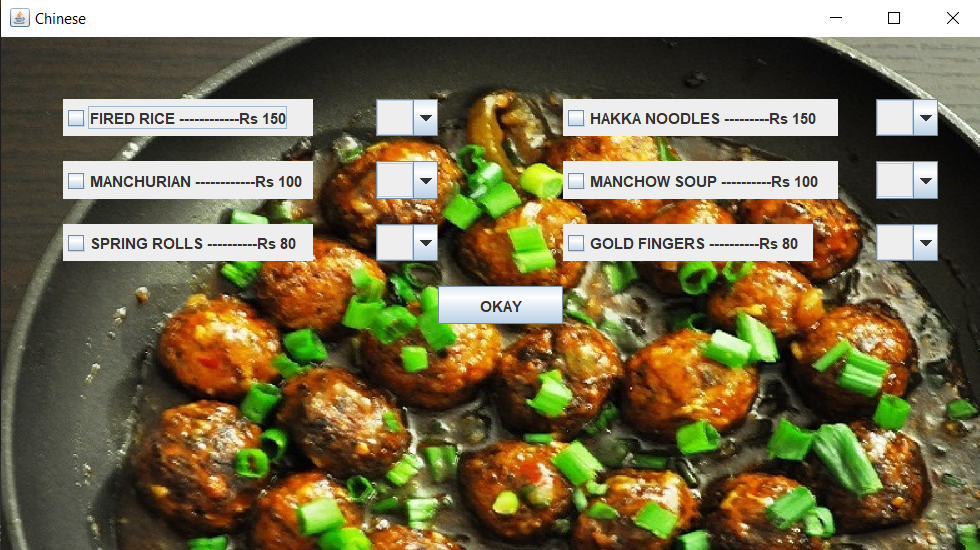 Chinese
FIRED RICE ------------Rs 150
HAKKA NOODLES ---------Rs 150
MANCHURIAN ------------Rs 100
MANCHOW SOUP ----------Rs 100
SPRING ROLLS ----------Rs 80
GOLD FINGERS ----------Rs 80
OKAY